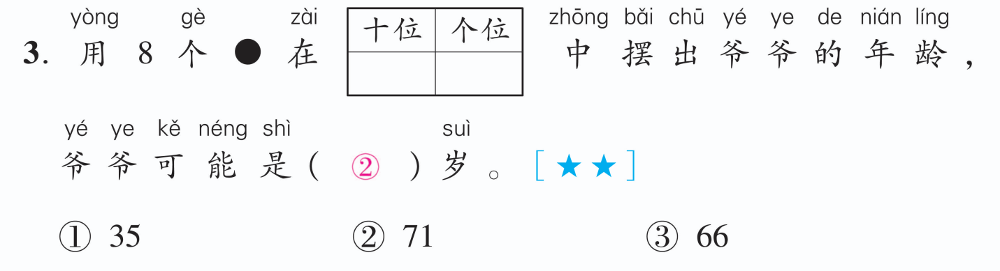 yòng gè zài zhōng bǎi chū yé ye de nián líng
3. 用 8 个 ● 在 十位 个位 中 摆 出 爷 爷 的 年 龄，
yé ye kě néng shì suì
爷 爷 可 能 是（ ② ）岁。[ ★ ★ ]
① 35 ② 71 ③ 66